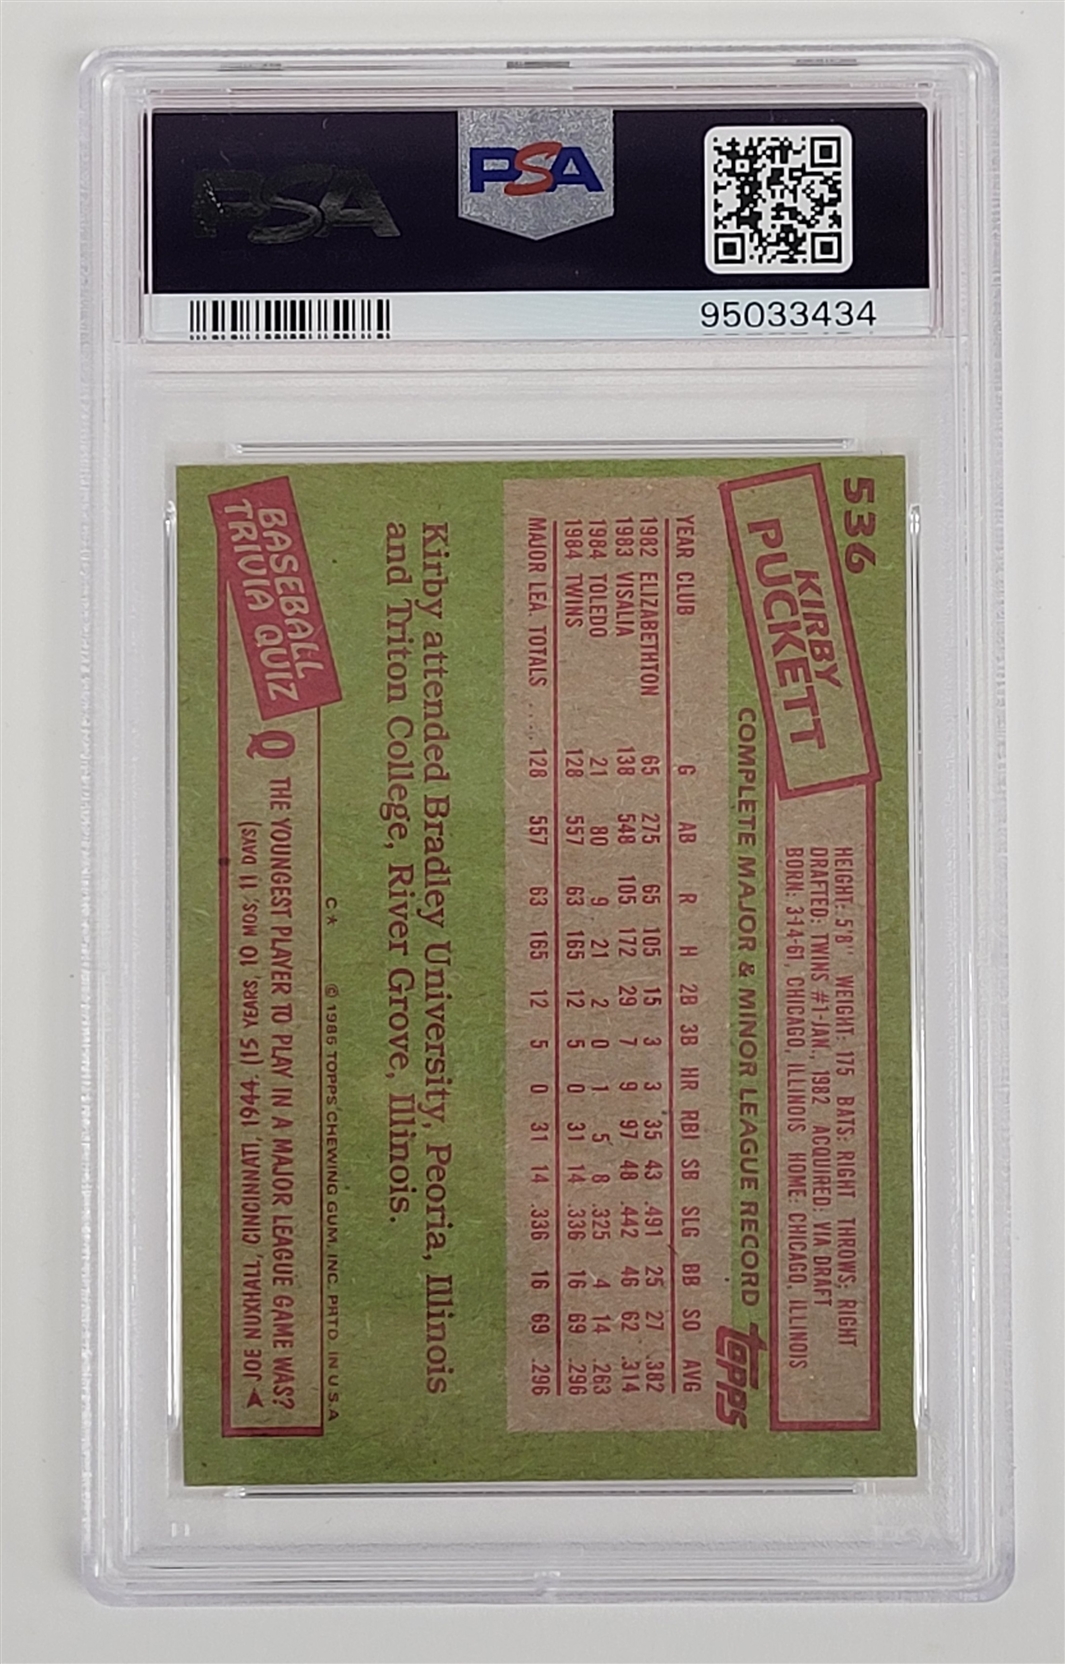 PSA
PSA
95033434
536
KIRBY
PUCKETT
HEIGHT: 5'8" WEIGHT: 175 BATS: RIGHT THROWS: RIGHT
DRAFTED: TWINS #1-JAN., 1982 ACQUIRED: VIA DRAFT
BORN: 3-14-61, CHICAGO, ILLINOIS HOME: CHICAGO, ILLINOIS
COMPLETE MAJOR & MINOR LEAGUE RECORD
topps
YEAR CLUB G AB R H 2B 3B HR RBI SB SLG BB SO AVG
1982 ELIZABETHTON 65 275 65 105 15 3 3 35 43 .491 25 27 .382
1983 VISALIA 138 548 105 172 29 7 9 97 48 .442 46 62 .314
1984 TOLEDO 21 80 9 21 2 0 1 5 8 .325 4 14 .263
1984 TWINS 128 557 63 165 12 5 0 31 14 .336 16 69 .296
MAJOR LEA. TOTALS .... 128 557 63 165 12 5 0 31 14 .336 16 69 .296
Kirby attended Bradley University, Peoria, Illinois
and Triton College, River Grove, Illinois.
C* © 1985 TOPPS CHEWING GUM, INC. PRTD. IN U.S.A.
BASEBALL
TRIVIA QUIZ
Q THE YOUNGEST PLAYER TO PLAY IN A MAJOR LEAGUE GAME WAS?
◀ JOE NUXHALL, CINCINNATI, 1944. (15 YEARS, 10 MOS., 11 DAYS)